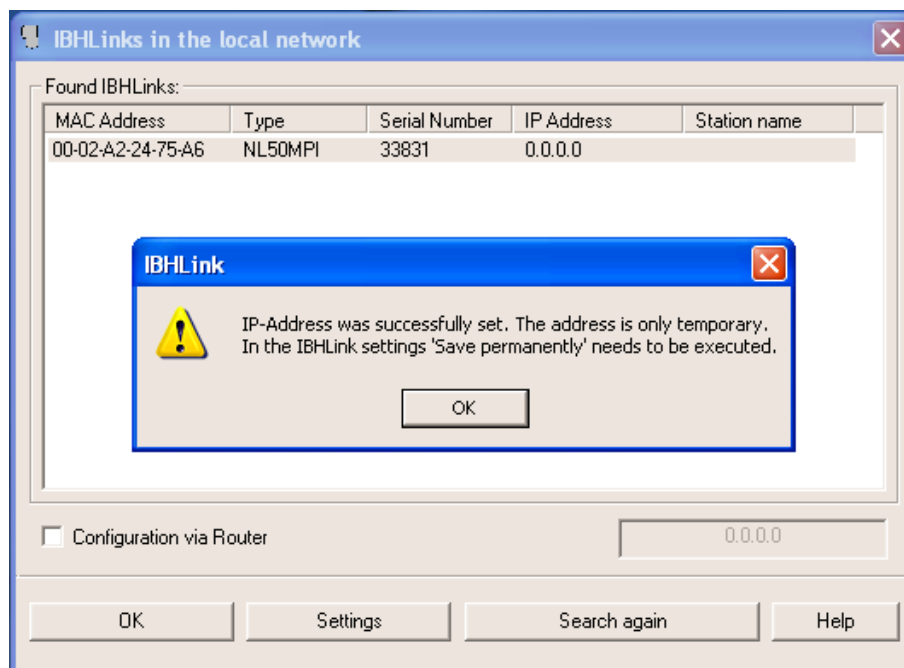 IBHLinks in the local network
Found IBHLinks:
MAC Address Type Serial Number IP Address Station name
00-02-A2-24-75-A6 NL50MPI 33831 0.0.0.0
IBHLink
IP-Address was successfully set. The address is only temporary.
In the IBHLink settings 'Save permanently' needs to be executed.
OK
Configuration via Router 0.0.0.0
OK Settings Search again Help